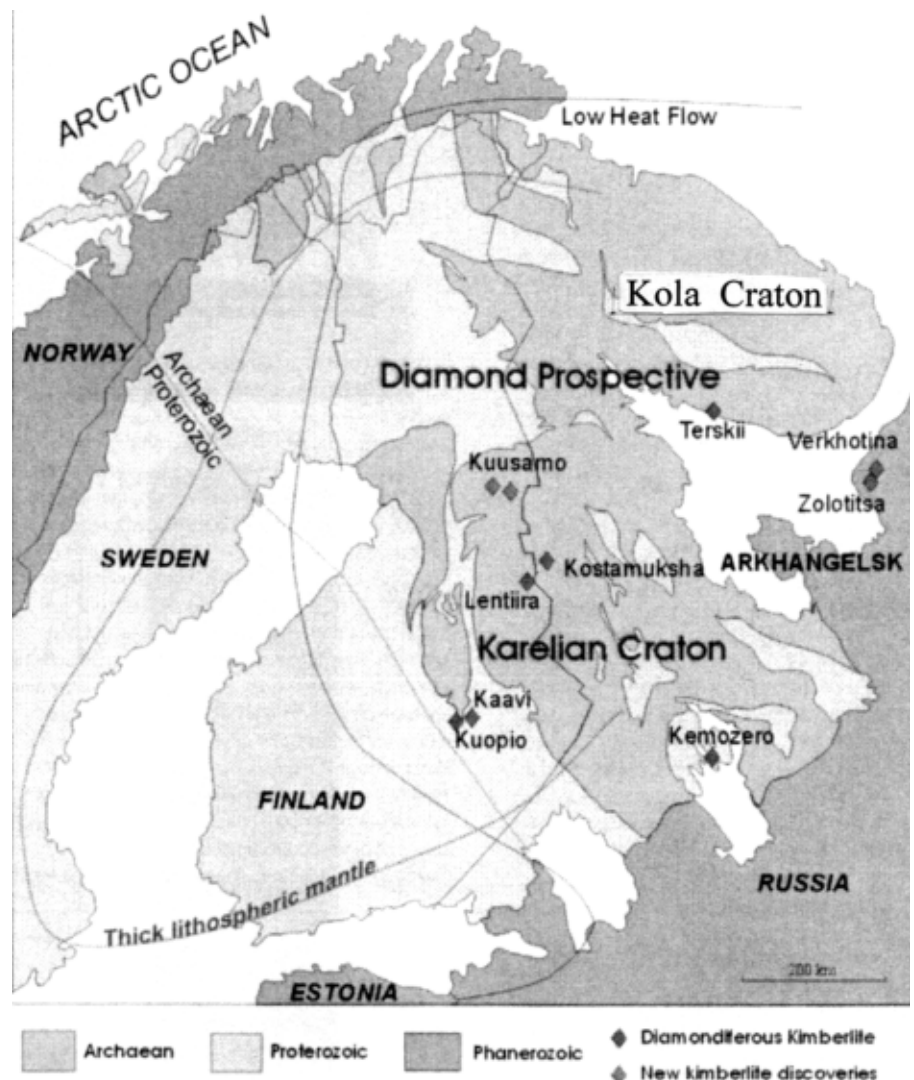 ARCTIC OCEAN
Low Heat Flow
Kola Craton
NORWAY
Archaean
Proterozoic
Diamond Prospective
Terskii
Verkhotina
Kuusamo
Zolotitsa
SWEDEN
Kostamuksha
ARKHANGELSK
Lentiira
Karelian Craton
Kaavi
Kuopio
Kemozero
FINLAND
RUSSIA
Thick lithospheric mantle
200 km
ESTONIA
Archaean
Proterozoic
Phanerozoic
Diamondiferous Kimberlite
New kimberlite discoveries